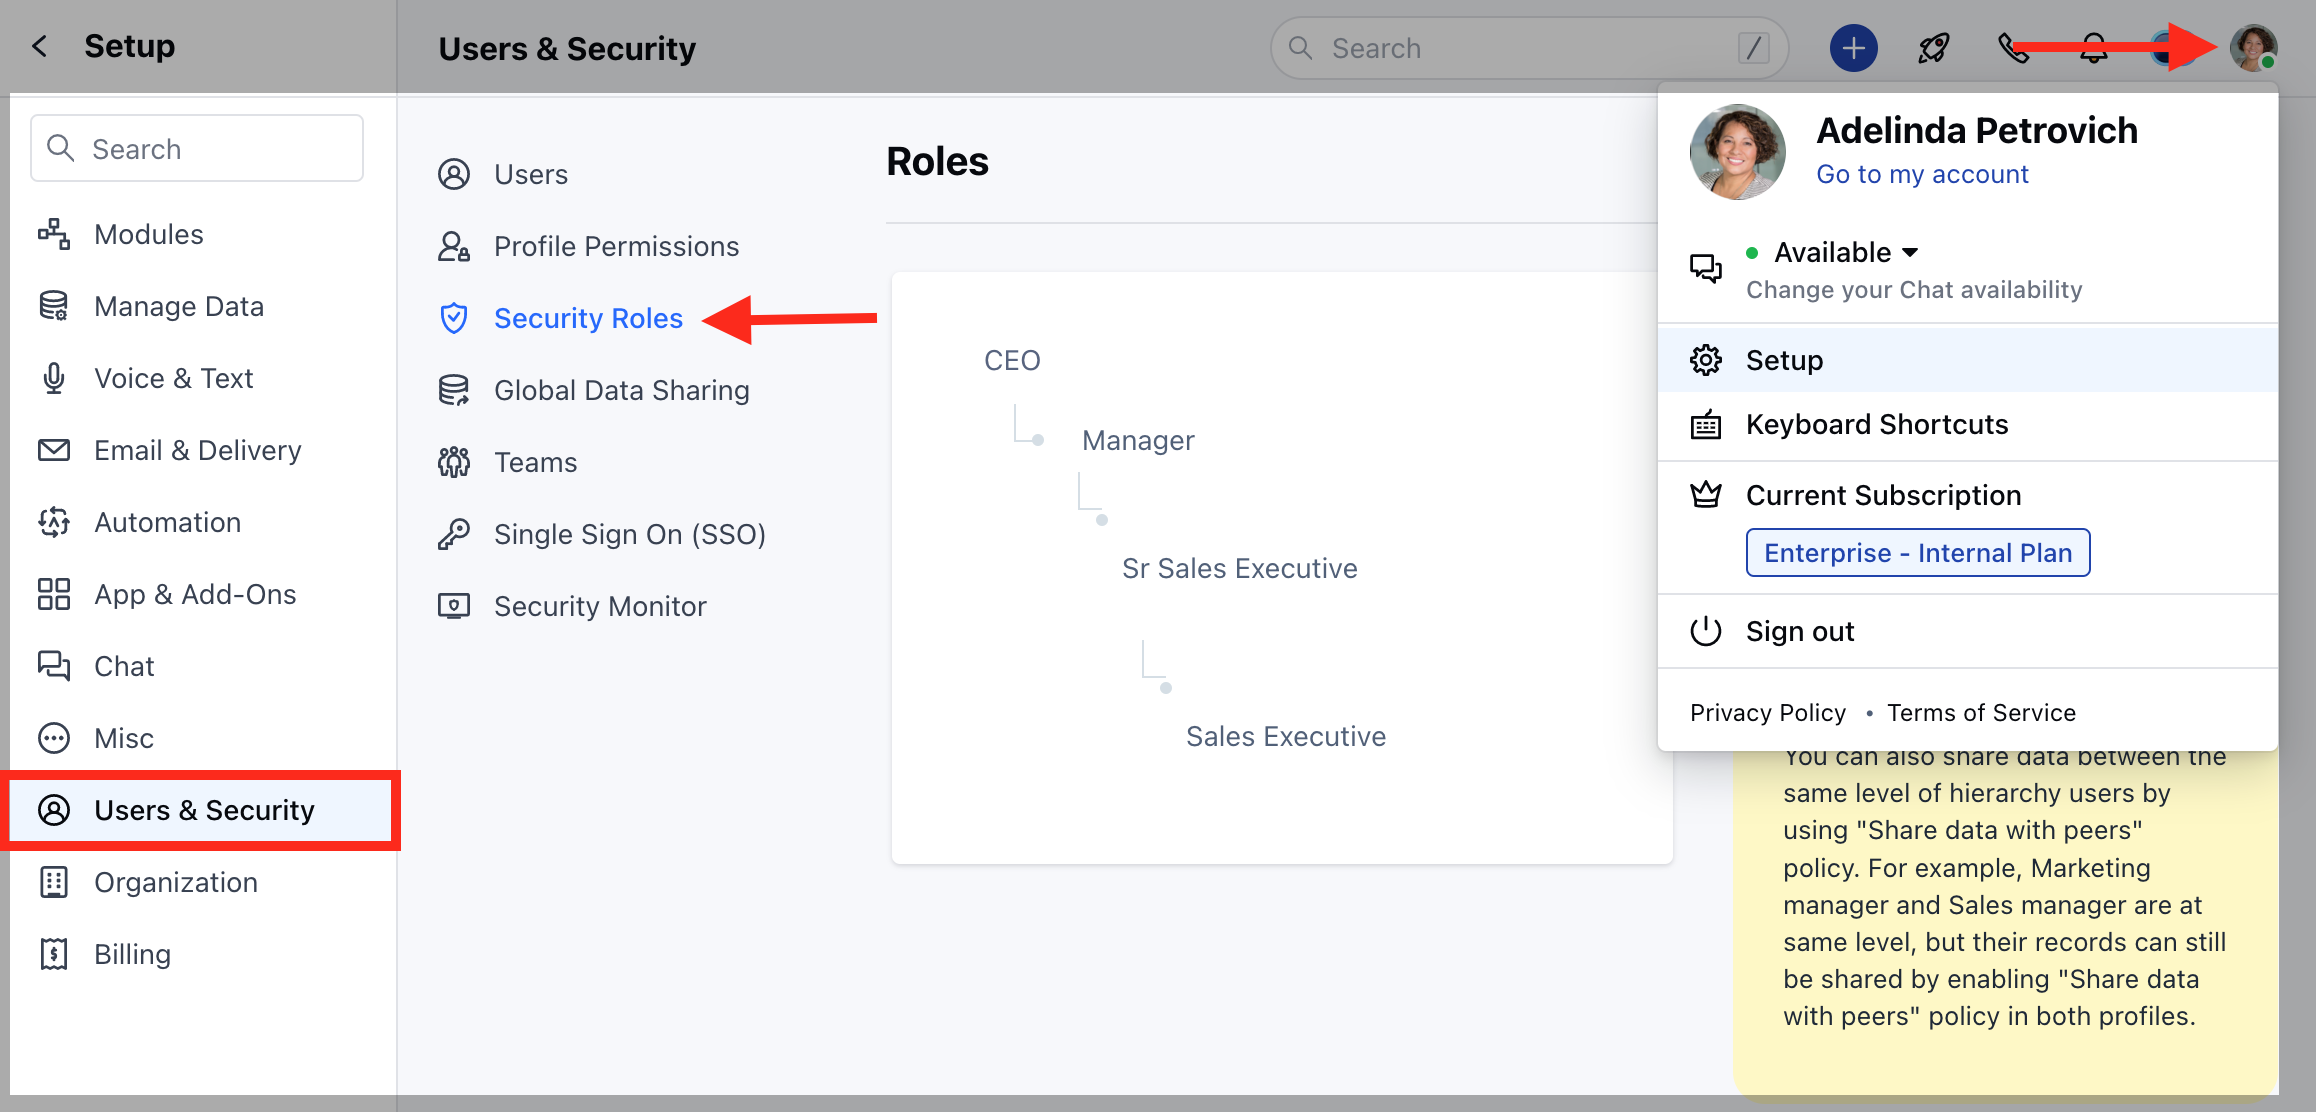 Setup
Users & Security
Search
/
Search
Modules
Manage Data
Voice & Text
Email & Delivery
Automation
App & Add-Ons
Chat
Misc
Users & Security
Organization
Billing
Users
Profile Permissions
Security Roles
Global Data Sharing
Teams
Single Sign On (SSO)
Security Monitor
Roles
CEO
Manager
Sr Sales Executive
Sales Executive
Adelinda Petrovich
Go to my account
Available
Change your Chat availability
Setup
Keyboard Shortcuts
Current Subscription
Enterprise - Internal Plan
Sign out
Privacy Policy • Terms of Service
You can also share data between the
same level of hierarchy users by
using "Share data with peers"
policy. For example, Marketing
manager and Sales manager are at
same level, but their records can still
be shared by enabling "Share data
with peers" policy in both profiles.